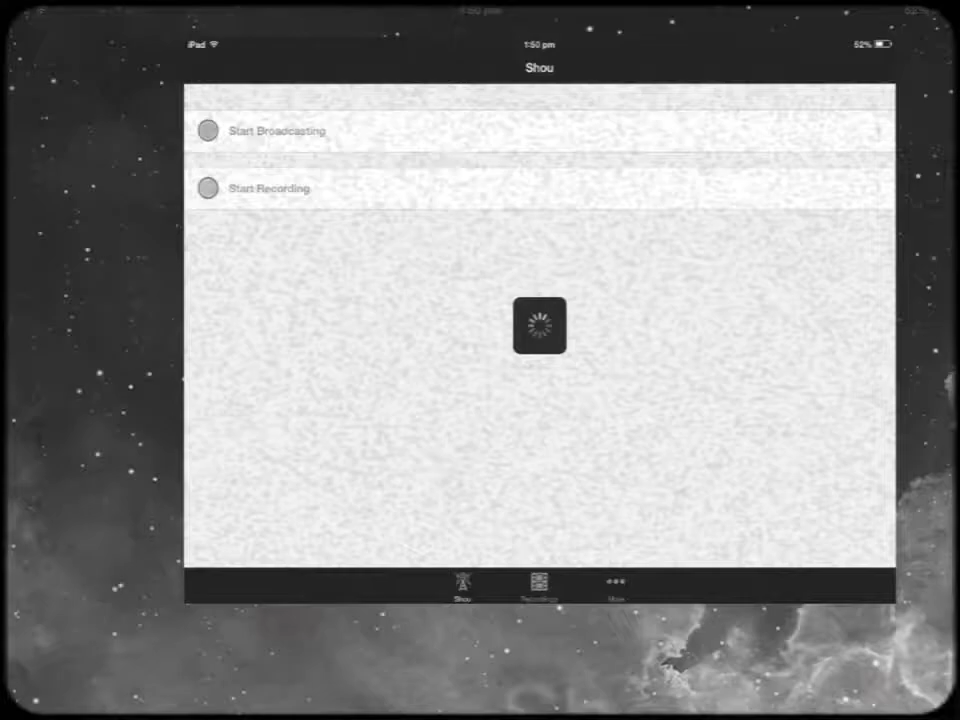 iPad 1:50 pm 52%
Shou
Start Broadcasting
Start Recording
Shou Recordings More